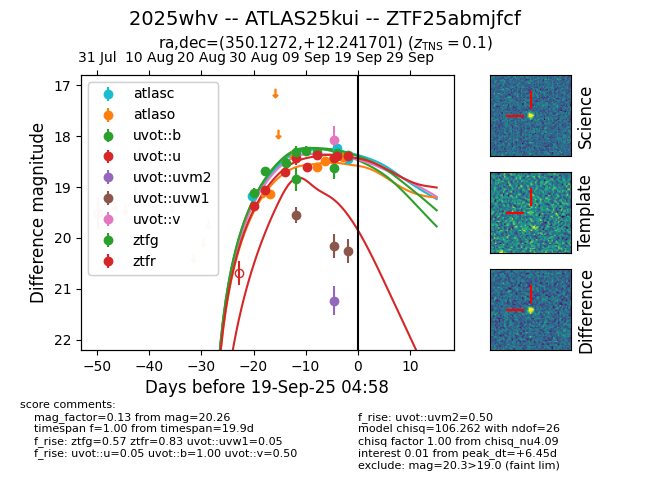 2025whv -- ATLAS25kui -- ZTF25abmjfcf
ra,dec=(350.1272,+12.241701) (z_TNS = 0.1)
31 Jul 10 Aug 20 Aug 30 Aug 09 Sep 19 Sep 29 Sep
17
18
19
20
21
22
Difference magnitude
atlasc
atlaso
uvot::b
uvot::u
uvot::uvm2
uvot::uvw1
uvot::v
ztfg
ztfr
−50 −40 −30 −20 −10 0 10
Days before 19-Sep-25 04:58
Science
Template
Difference
score comments:
mag_factor=0.13 from mag=20.26
timespan f=1.00 from timespan=19.9d
f_rise: ztfg=0.57 ztfr=0.83 uvot::uvw1=0.05
f_rise: uvot::u=0.05 uvot::b=1.00 uvot::v=0.50
f_rise: uvot::uvm2=0.50
model chisq=106.262 with ndof=26
chisq factor 1.00 from chisq_nu4.09
interest 0.01 from peak_dt=+6.45d
exclude: mag=20.3>19.0 (faint lim)